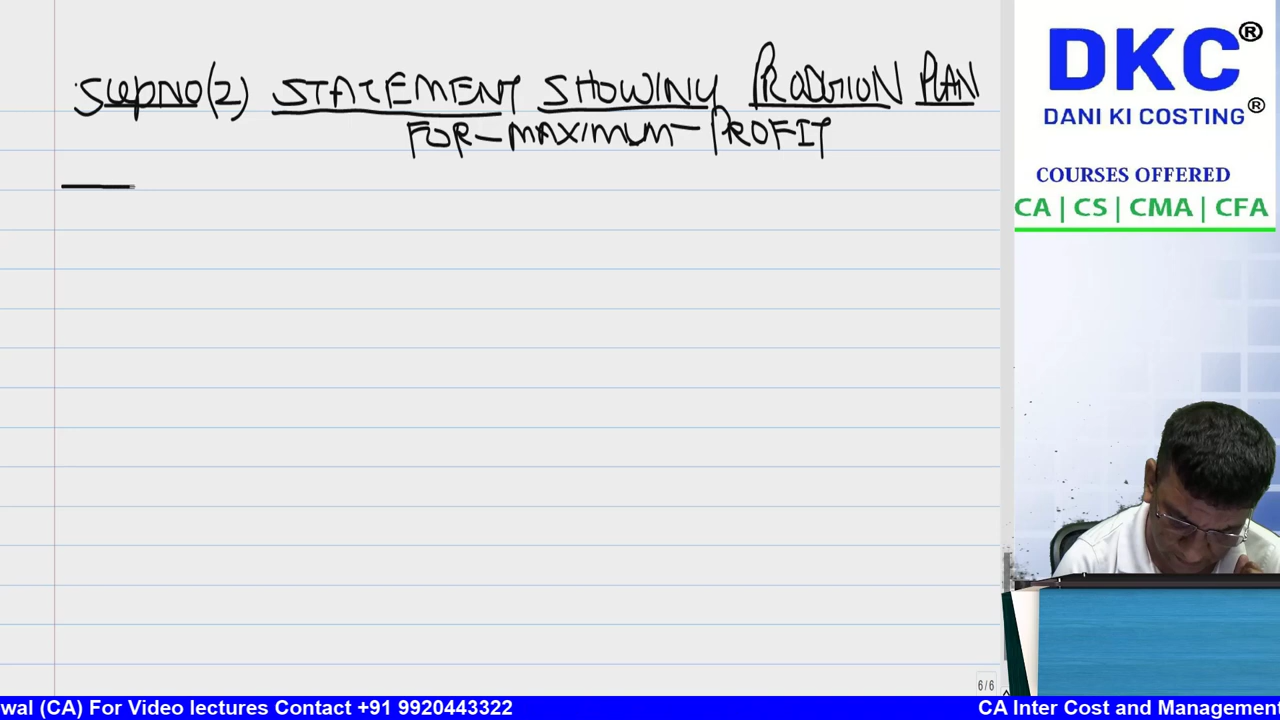 Step NO (2) STATEMENT SHOWING PRODUCTION PLAN
FOR - MAXIMUM - PROFIT
DKC®
DANI KI COSTING®
COURSES OFFERED
CA | CS | CMA | CFA
6/6
wal (CA) For Video lectures Contact +91 9920443322
CA Inter Cost and Management